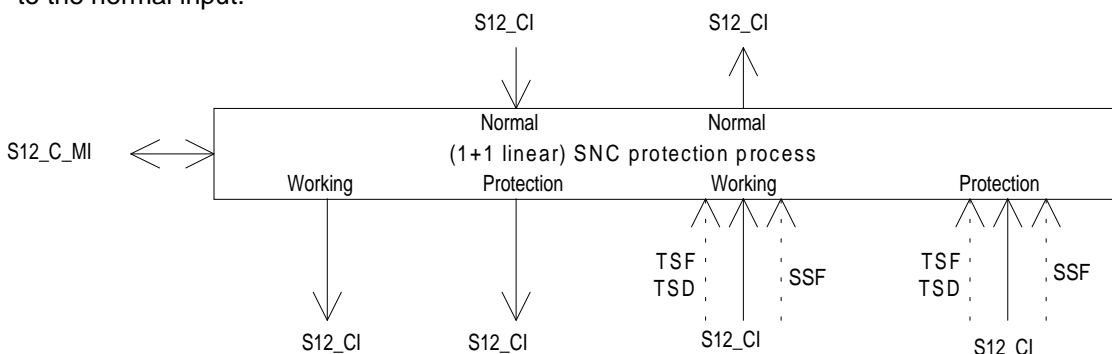 to the normal input.
S12_CI S12_CI
Normal Normal
S12_C_MI
(1+1 linear) SNC protection process
Working Protection Working Protection
TSF TSF
SSF SSF
TSD TSD
S12_CI S12_CI S12_CI S12_CI